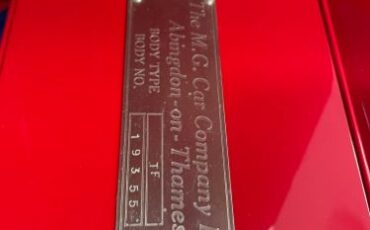 The M.G. Car Company
Abingdon-on-Thames
BODY TYPE TF
BODY NO. 19355